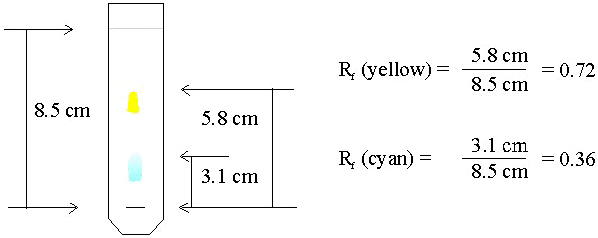 8.5 cm
5.8 cm
3.1 cm
Rf (yellow) = 5.8 cm / 8.5 cm = 0.72
Rf (cyan) = 3.1 cm / 8.5 cm = 0.36